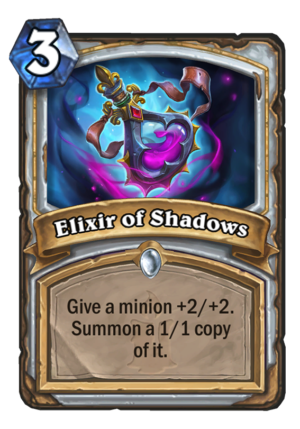 3
Elixir of Shadows
Give a minion +2/+2.
Summon a 1/1 copy
of it.